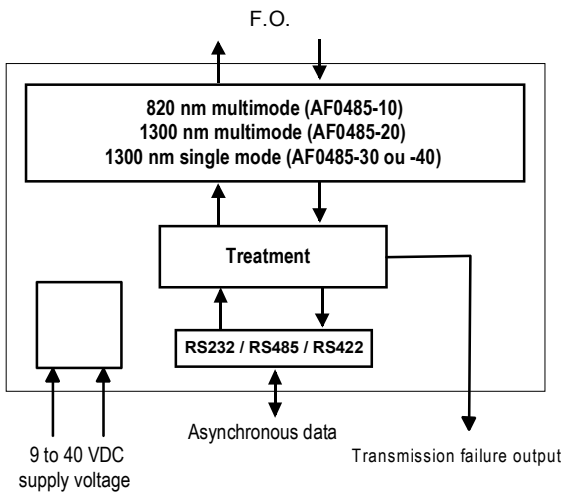 F.O.
820 nm multimode (AF0485-10)
1300 nm multimode (AF0485-20)
1300 nm single mode (AF0485-30 ou -40)
Treatment
RS232 / RS485 / RS422
Asynchronous data
9 to 40 VDC
supply voltage
Transmission failure output